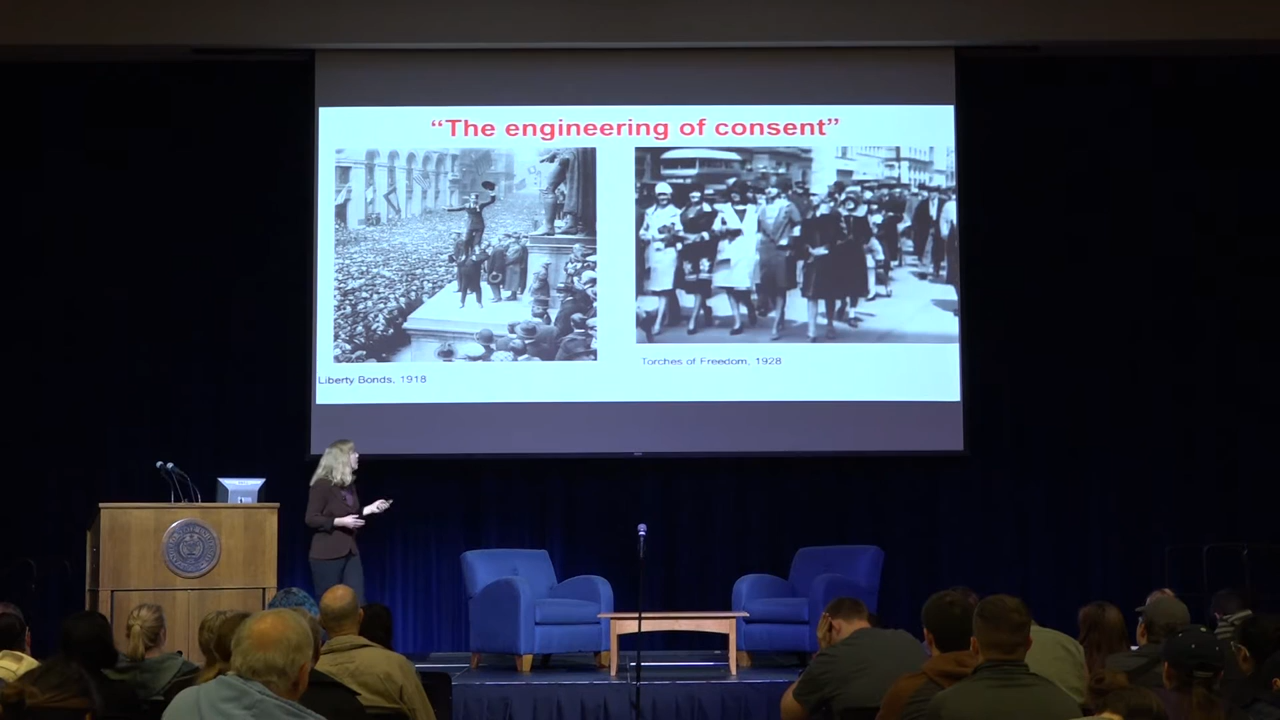 “The engineering of consent”
Liberty Bonds, 1918
Torches of Freedom, 1928